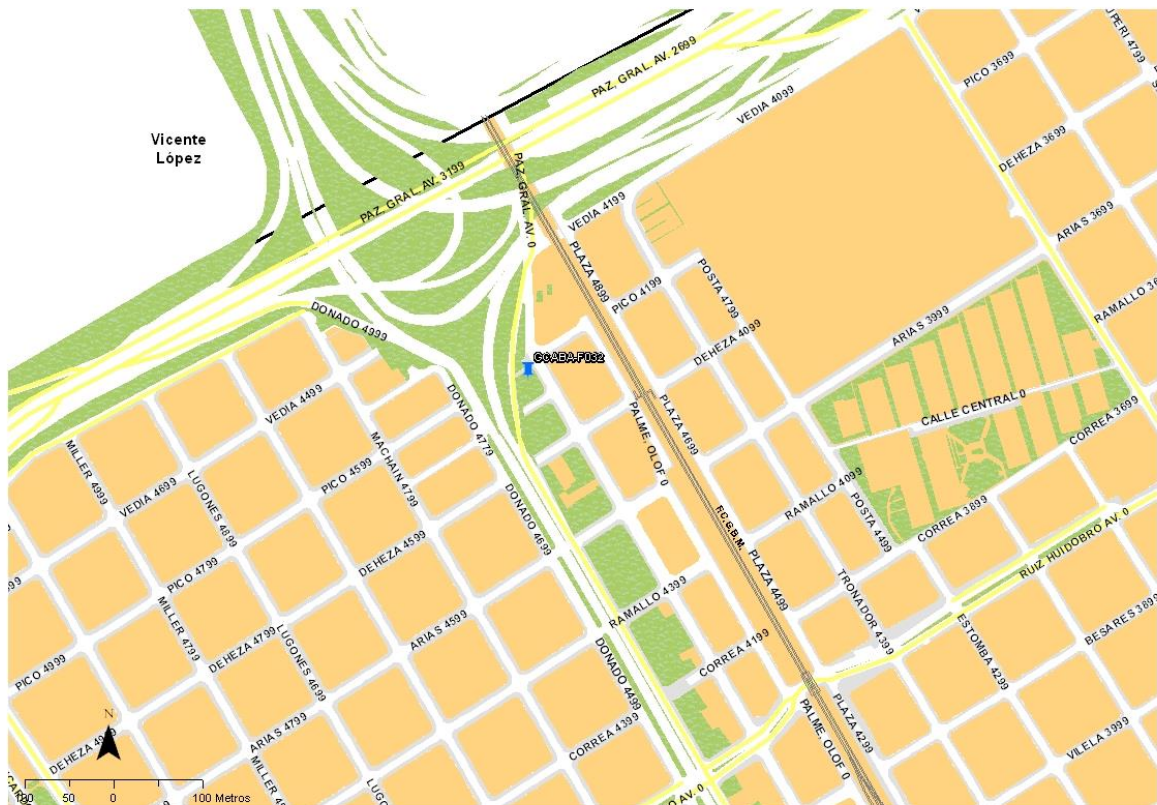 PICO 3699
DEHEZA 3699
ARIAS 3699
PAZ, GRAL. AV. 2699
VEDIA 4099
Vicente
López
PAZ, GRAL. AV. 3199
PAZ, GRAL. AV. 0
VEDIA 4199
PLAZA 4899
PICO 4199
POSTA 4799
DEHEZA 4099
ARIAS 3999
DONADO 4999
GCABA-F032
CALLE CENTRAL 0
CORREA 3699
VEDIA 4499
DONADO 4779
PALME, OLOF 0
PLAZA 4699
MILLER 4999
VEDIA 4699
LUGONES 4899
PICO 4599
MACHAIN 4799
DONADO 4699
RAMALLO 4099
POSTA 4499
CORREA 3899
F.C.G.B.M.
PLAZA 4499
RUIZ HUIDOBRO AV. 0
PICO 4799
DEHEZA 4599
RAMALLO 4399
TRONADOR 4399
ESTOMBA 4299
BESARES 3899
PICO 4999
MILLER 4799
DEHEZA 4799
LUGONES 4699
ARIAS 4599
DONADO 4499
CORREA 4199
PALME, OLOF 0
PLAZA 4299
VILELA 3999
N
ARIAS 4799
CORREA 4399
50
0
100 Metros